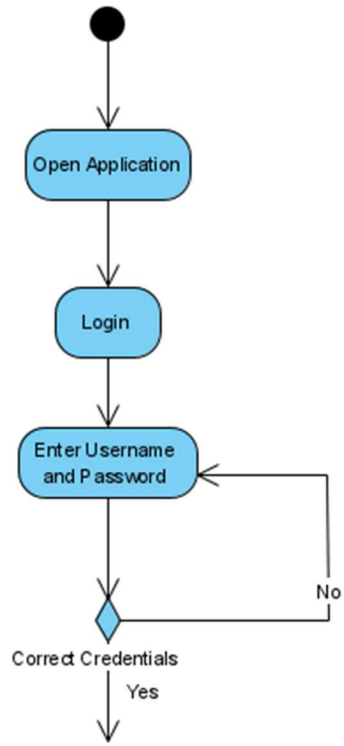 Open Application
Login
Enter Username
and Password
No
Correct Credentials
Yes